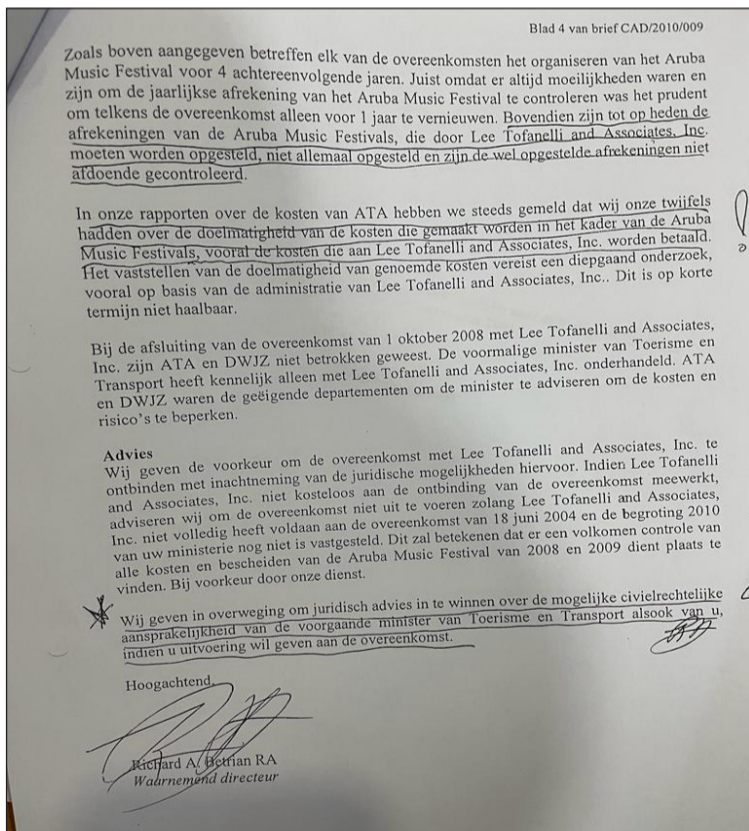 Blad 4 van brief CAD/2010/009
Zoals boven aangegeven betreffen elk van de overeenkomsten het organiseren van het Aruba
Music Festival voor 4 achtereenvolgende jaren. Juist omdat er altijd moeilijkheden waren en
zijn om de jaarlijkse afrekening van het Aruba Music Festival te controleren was het prudent
om telkens de overeenkomst alleen voor 1 jaar te vernieuwen. Bovendien zijn tot op heden de
afrekeningen van de Aruba Music Festivals, die door Lee Tofanelli and Associates, Inc.
moeten worden opgesteld, niet allemaal opgesteld en zijn de wel opgestelde afrekeningen niet
afdoende gecontroleerd.
In onze rapporten over de kosten van ATA hebben we steeds gemeld dat wij onze twijfels
hadden over de doelmatigheid van de kosten die gemaakt worden in het kader van de Aruba
Music Festivals, vooral de kosten die aan Lee Tofanelli and Associates, Inc. worden betaald.
Het vaststellen van de doelmatigheid van genoemde kosten vereist een diepgaand onderzoek,
vooral op basis van de administratie van Lee Tofanelli and Associates, Inc.. Dit is op korte
termijn niet haalbaar.
Bij de afsluiting van de overeenkomst van 1 oktober 2008 met Lee Tofanelli and Associates,
Inc. zijn ATA en DWJZ niet betrokken geweest. De voormalige minister van Toerisme en
Transport heeft kennelijk alleen met Lee Tofanelli and Associates, Inc. onderhandeld. ATA
en DWJZ waren de geëigende departementen om de minister te adviseren om de kosten en
risico's te beperken.
Advies
Wij geven de voorkeur om de overeenkomst met Lee Tofanelli and Associates, Inc. te
ontbinden met inachtneming van de juridische mogelijkheden hiervoor. Indien Lee Tofanelli
and Associates, Inc. niet kosteloos aan de ontbinding van de overeenkomst meewerkt,
adviseren wij om de overeenkomst niet uit te voeren zolang Lee Tofanelli and Associates,
Inc. niet volledig heeft voldaan aan de overeenkomst van 18 juni 2004 en de begroting 2010
van uw ministerie nog niet is vastgesteld. Dit zal betekenen dat er een volkomen controle van
alle kosten en bescheiden van de Aruba Music Festival van 2008 en 2009 dient plaats te
vinden. Bij voorkeur door onze dienst.
Wij geven in overweging om juridisch advies in te winnen over de mogelijke civielrechtelijke
aansprakelijkheid van de voorgaande minister van Toerisme en Transport alsook van u,
indien u uitvoering wil geven aan de overeenkomst.
Hoogachtend,
Richard A. Betrian RA
Waarnemend directeur